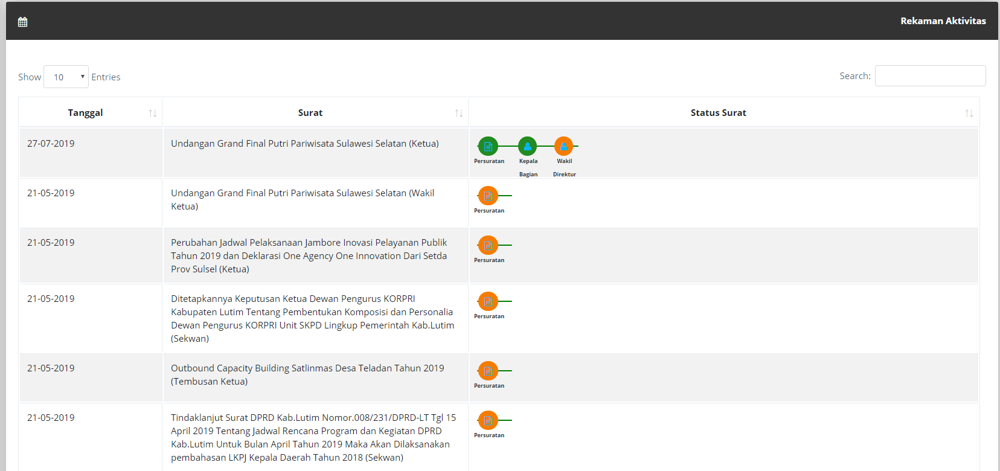 Rekaman Aktivitas
Show 10 Entries
Search:
Tanggal Surat Status Surat
27-07-2019
Undangan Grand Final Putri Pariwisata Sulawesi Selatan (Ketua)
Persuratan
Kepala
Bagian
Wakil
Direktur
21-05-2019
Undangan Grand Final Putri Pariwisata Sulawesi Selatan (Wakil
Ketua)
Persuratan
21-05-2019
Perubahan Jadwal Pelaksanaan Jambore Inovasi Pelayanan Publik
Tahun 2019 dan Deklarasi One Agency One Innovation Dari Setda
Prov Sulsel (Ketua)
Persuratan
21-05-2019
Ditetapkannya Keputusan Ketua Dewan Pengurus KORPRI
Kabupaten Lutim Tentang Pembentukan Komposisi dan Personalia
Dewan Pengurus KORPRI Unit SKPD Lingkup Pemerintah Kab.Lutim
(Sekwan)
Persuratan
21-05-2019
Outbound Capacity Building Satlinmas Desa Teladan Tahun 2019
(Tembusan Ketua)
Persuratan
21-05-2019
Tindaklanjut Surat DPRD Kab.Lutim Nomor.008/231/DPRD-LT Tgl 15
April 2019 Tentang Jadwal Rencana Program dan Kegiatan DPRD
Kab.Lutim Untuk Bulan April Tahun 2019 Maka Akan Dilaksanakan
pembahasan LKPJ Kepala Daerah Tahun 2018 (Sekwan)
Persuratan